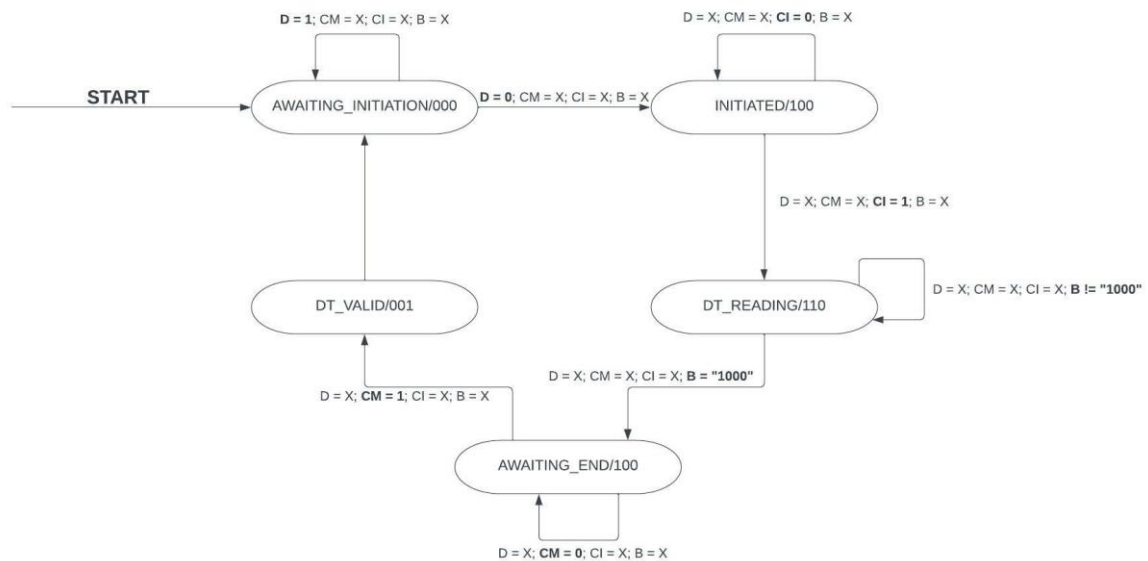 D = 1; CM = X; CI = X; B = X
D = X; CM = X; CI = 0; B = X
START
AWAITING_INITIATION/000
D = 0; CM = X; CI = X; B = X
INITIATED/100
D = X; CM = X; CI = 1; B = X
DT_VALID/001
DT_READING/110
D = X; CM = X; CI = X; B != "1000"
D = X; CM = X; CI = X; B = "1000"
D = X; CM = 1; CI = X; B = X
AWAITING_END/100
D = X; CM = 0; CI = X; B = X